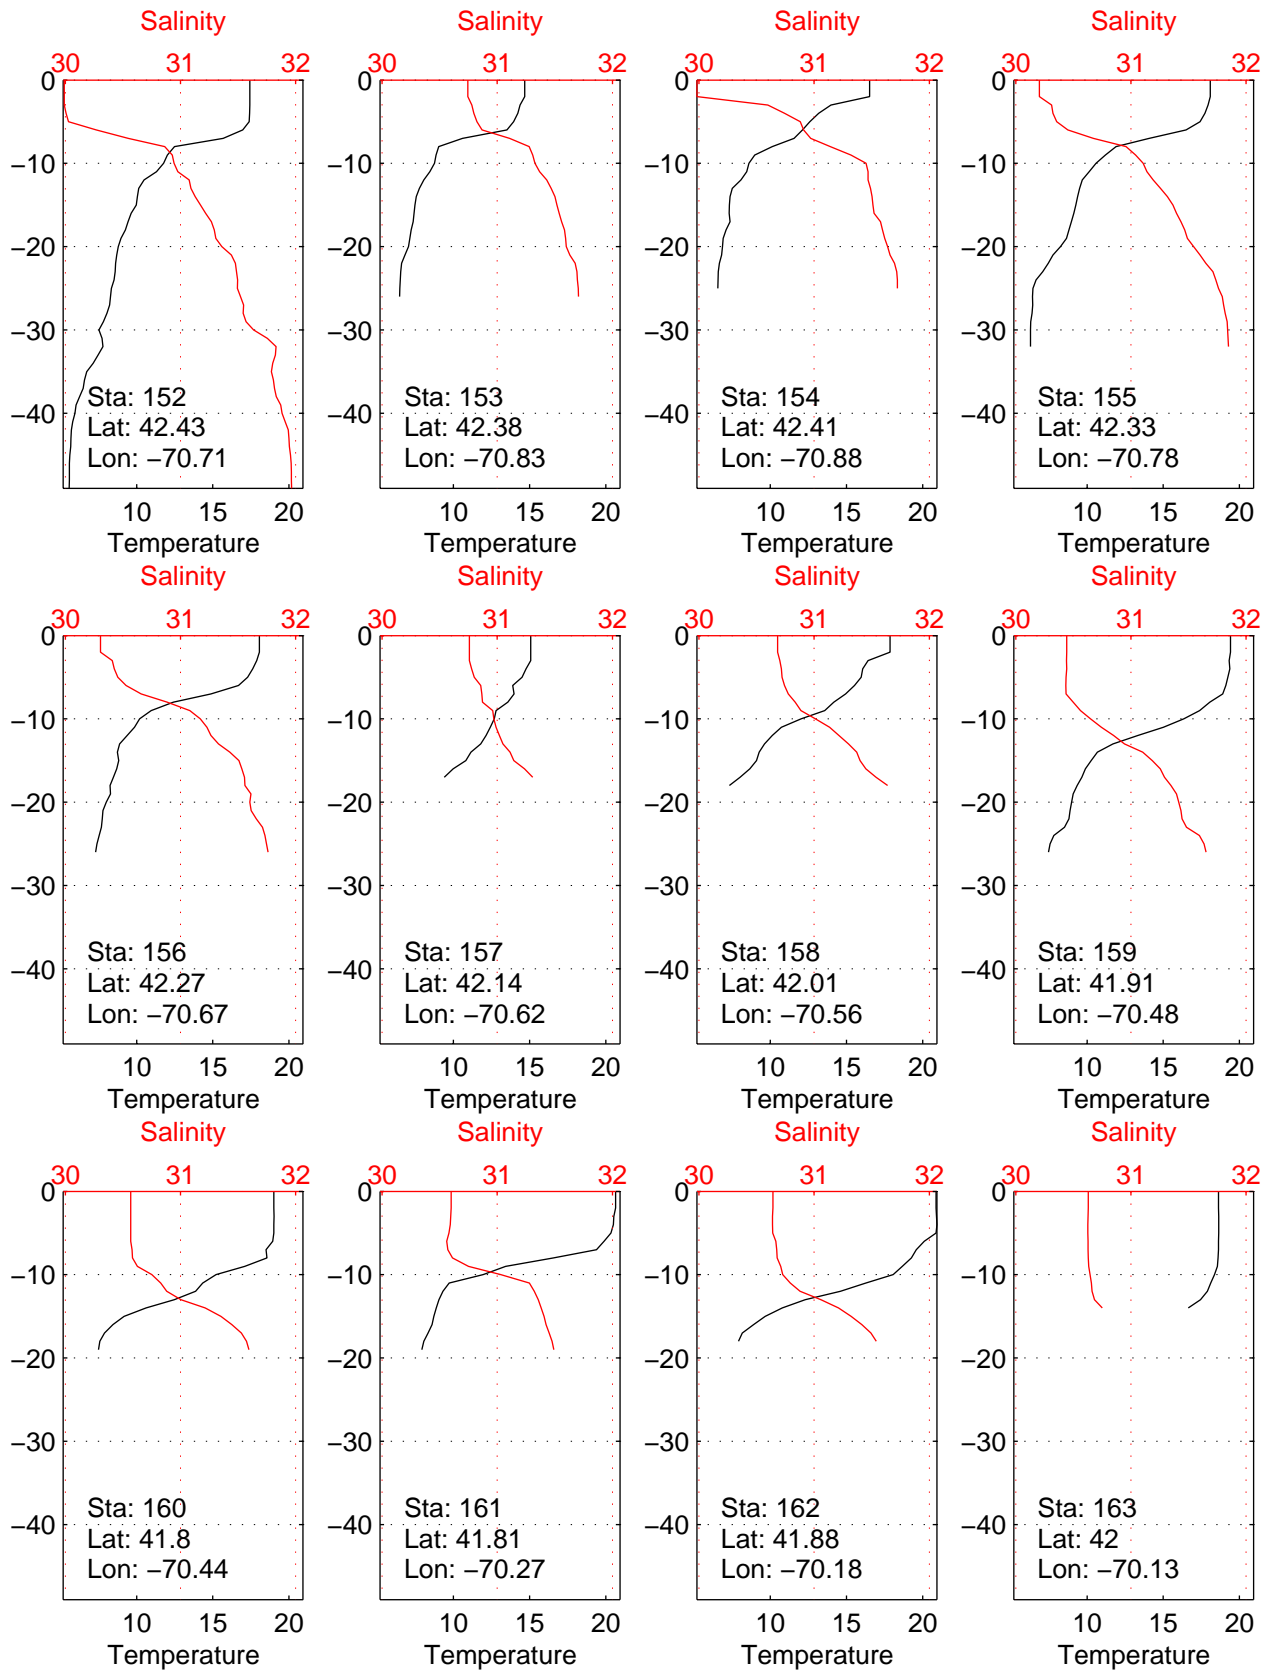 Salinity Salinity Salinity Salinity
30 31 32 30 31 32 30 31 32 30 31 32
0 0 0 0
−10 −10 −10 −10
−20 −20 −20 −20
−30 −30 −30 −30
Sta: 152 Sta: 153 Sta: 154 Sta: 155
−40 −40 −40 −40
Lat: 42.43 Lat: 42.38 Lat: 42.41 Lat: 42.33
Lon: −70.71 Lon: −70.83 Lon: −70.88 Lon: −70.78
10 15 20 10 15 20 10 15 20 10 15 20
Temperature Temperature Temperature Temperature
Salinity Salinity Salinity Salinity
30 31 32 30 31 32 30 31 32 30 31 32
0 0 0 0
−10 −10 −10 −10
−20 −20 −20 −20
−30 −30 −30 −30
Sta: 156 Sta: 157 Sta: 158 Sta: 159
−40 −40 −40 −40
Lat: 42.27 Lat: 42.14 Lat: 42.01 Lat: 41.91
Lon: −70.67 Lon: −70.62 Lon: −70.56 Lon: −70.48
10 15 20 10 15 20 10 15 20 10 15 20
Temperature Temperature Temperature Temperature
Salinity Salinity Salinity Salinity
30 31 32 30 31 32 30 31 32 30 31 32
0 0 0 0
−10 −10 −10 −10
−20 −20 −20 −20
−30 −30 −30 −30
Sta: 160 Sta: 161 Sta: 162 Sta: 163
−40 −40 −40 −40
Lat: 41.8 Lat: 41.81 Lat: 41.88 Lat: 42
Lon: −70.44 Lon: −70.27 Lon: −70.18 Lon: −70.13
10 15 20 10 15 20 10 15 20 10 15 20
Temperature Temperature Temperature Temperature